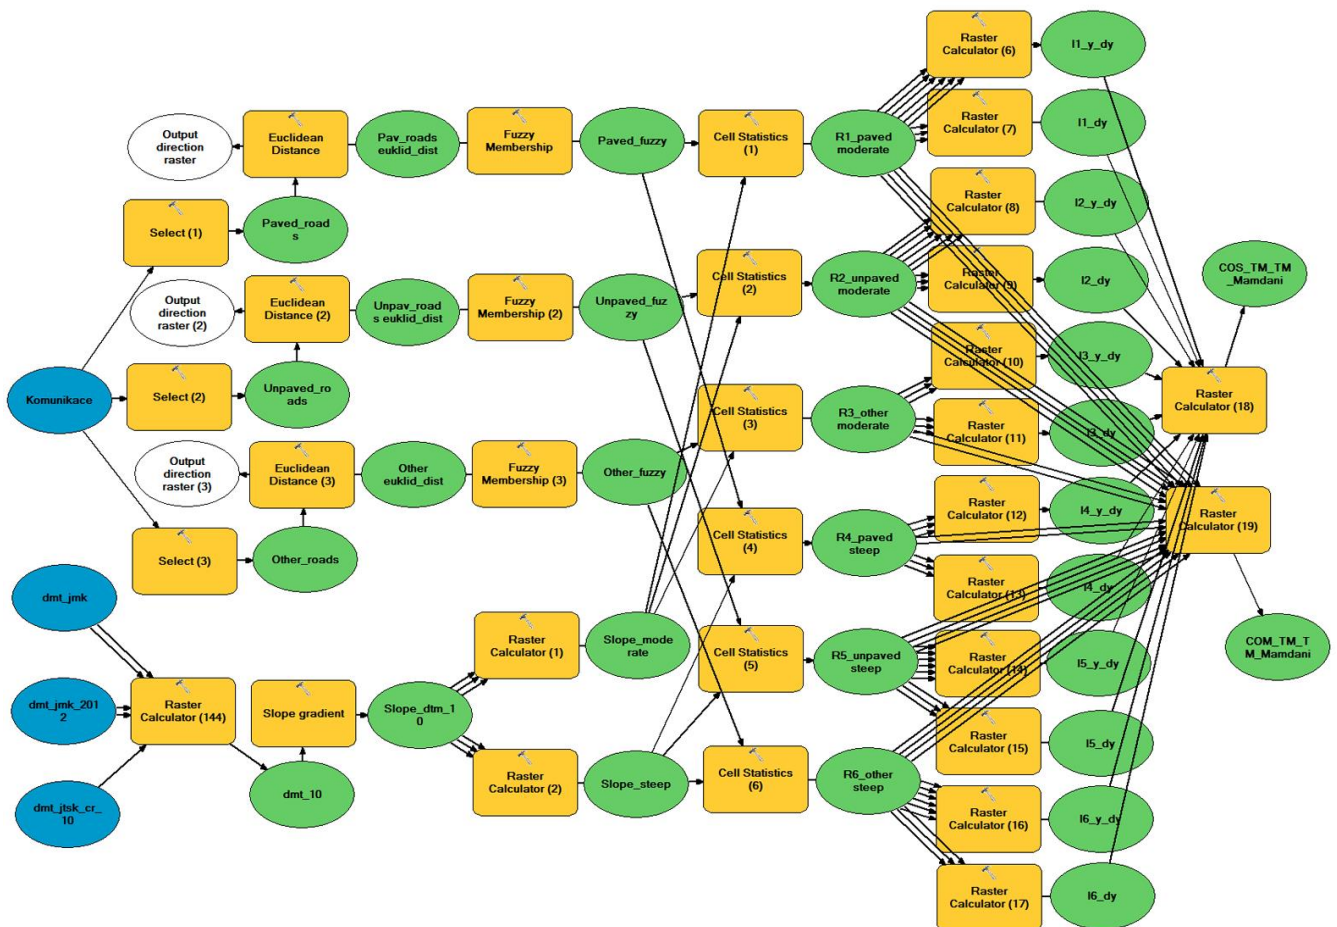 Raster
Calculator (6)
I1_y_dy
Output
direction
raster
Euclidean
Distance
Pav_roads
euklid_dist
Fuzzy
Membership
Paved_fuzzy
Cell Statistics
(1)
R1_paved
moderate
Raster
Calculator (7)
I1_dy
Select (1)
Paved_road
s
Raster
Calculator (8)
I2_y_dy
Output
direction
raster (2)
Euclidean
Distance (2)
Unpav_road
s euklid_dist
Fuzzy
Membership (2)
Unpaved_fuz
zy
Cell Statistics
(2)
R2_unpaved
moderate
Raster
Calculator (9)
I2_dy
COS_TM_TM
_Mamdani
Komunikace
Select (2)
Unpaved_ro
ads
Raster
Calculator (10)
I3_y_dy
Raster
Calculator (18)
Cell Statistics
(3)
R3_other
moderate
Raster
Calculator (11)
I3_dy
Output
direction
raster (3)
Euclidean
Distance (3)
Other
euklid_dist
Fuzzy
Membership (3)
Other_fuzzy
Raster
Calculator (12)
I4_y_dy
Raster
Calculator (19)
Select (3)
Other_roads
Cell Statistics
(4)
R4_paved
steep
Raster
Calculator (13)
I4_dy
dmt_jmk
Raster
Calculator (1)
Slope_mode
rate
Cell Statistics
(5)
R5_unpaved
steep
Raster
Calculator (14)
I5_y_dy
COM_TM_T
M_Mamdani
dmt_jmk_201
2
Raster
Calculator (144)
Slope gradient
Slope_dtm_1
0
Raster
Calculator (15)
I5_dy
Raster
Calculator (2)
Slope_steep
Cell Statistics
(6)
R6_other
steep
dmt_jtsk_cr_
10
dmt_10
Raster
Calculator (16)
I6_y_dy
Raster
Calculator (17)
I6_dy